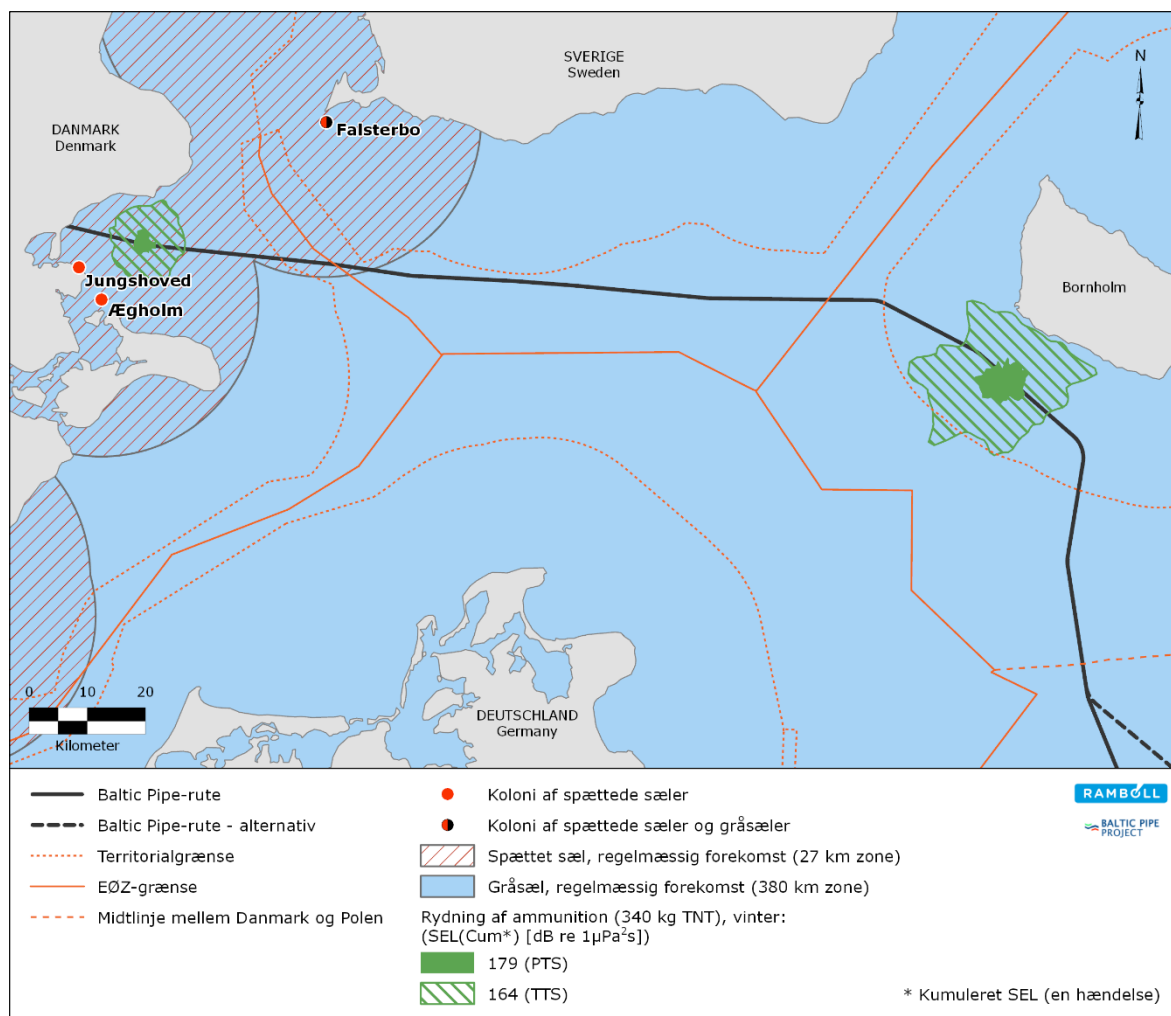 SVERIGE
Sweden
N
DANMARK
Denmark
Falsterbo
Jungshoved
Ægholm
Bornholm
0 10 20
Kilometer
DEUTSCHLAND
Germany
Baltic Pipe-rute
Baltic Pipe-rute - alternativ
Territorialgrænse
EØZ-grænse
Midtlinje mellem Danmark og Polen
Koloni af spættede sæler
Koloni af spættede sæler og gråsæler
Spættet sæl, regelmæssig forekomst (27 km zone)
Gråsæl, regelmæssig forekomst (380 km zone)
Rydning af ammunition (340 kg TNT), vinter:
(SEL(Cum*) [dB re 1µPa²s])
179 (PTS)
164 (TTS)
RAMBOLL
BALTIC PIPE
PROJECT
* Kumuleret SEL (en hændelse)